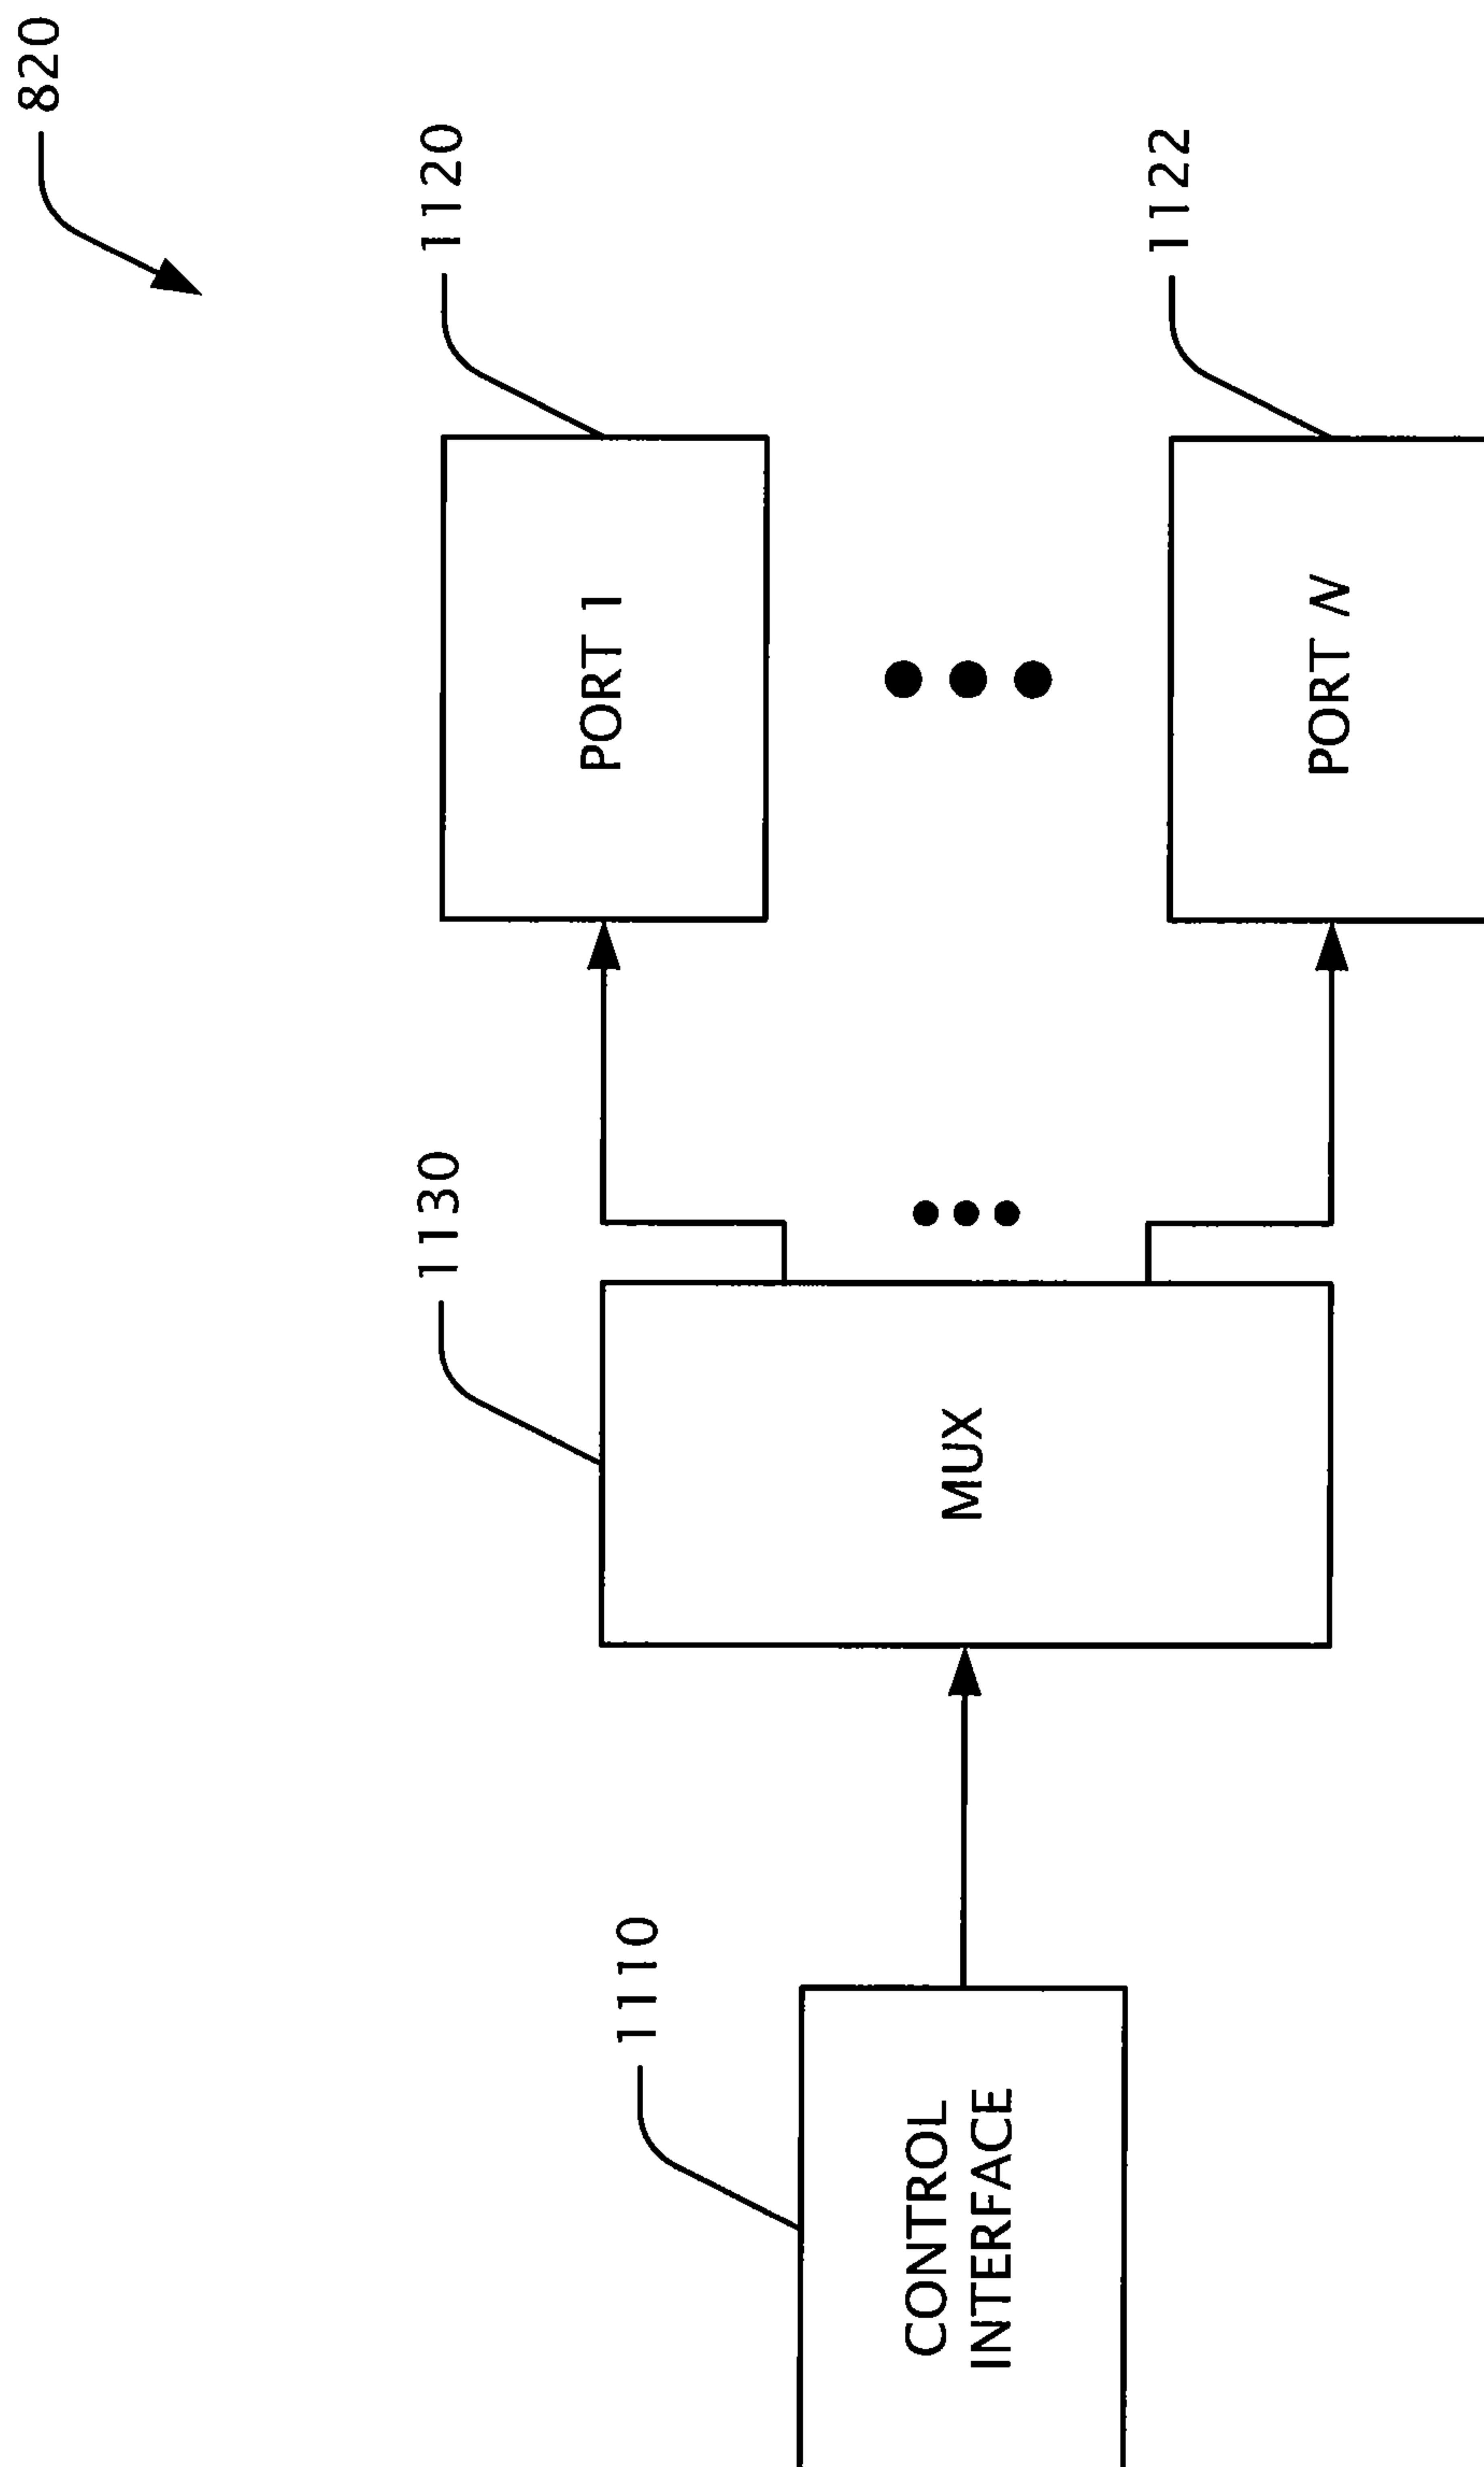 820
1120
PORT 1
1122
PORT N
1130
MUX
1110
CONTROL
INTERFACE